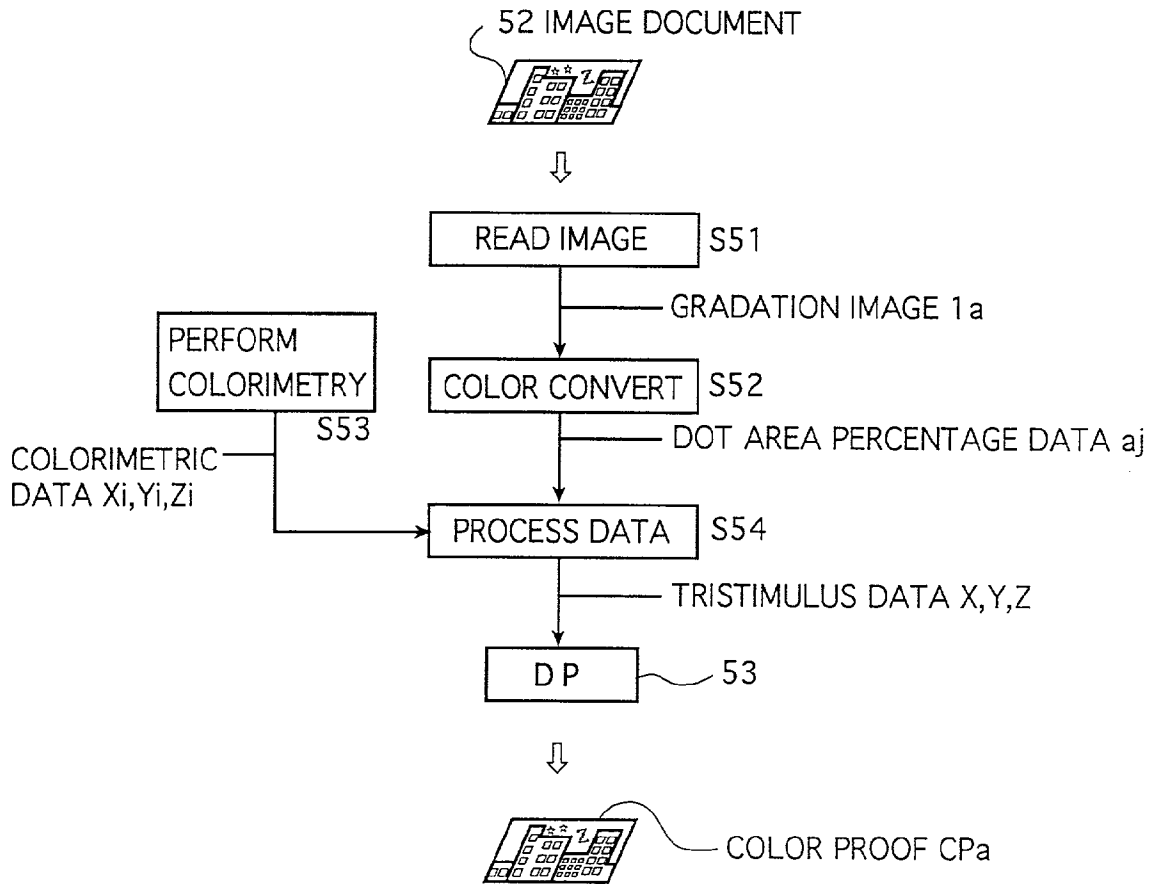 52 IMAGE DOCUMENT
READ IMAGE
S51
GRADATION IMAGE 1a
PERFORM
COLORIMETRY
S53
COLOR CONVERT
S52
DOT AREA PERCENTAGE DATA aj
COLORIMETRIC
DATA Xi,Yi,Zi
PROCESS DATA
S54
TRISTIMULUS DATA X,Y,Z
DP
53
COLOR PROOF CPa